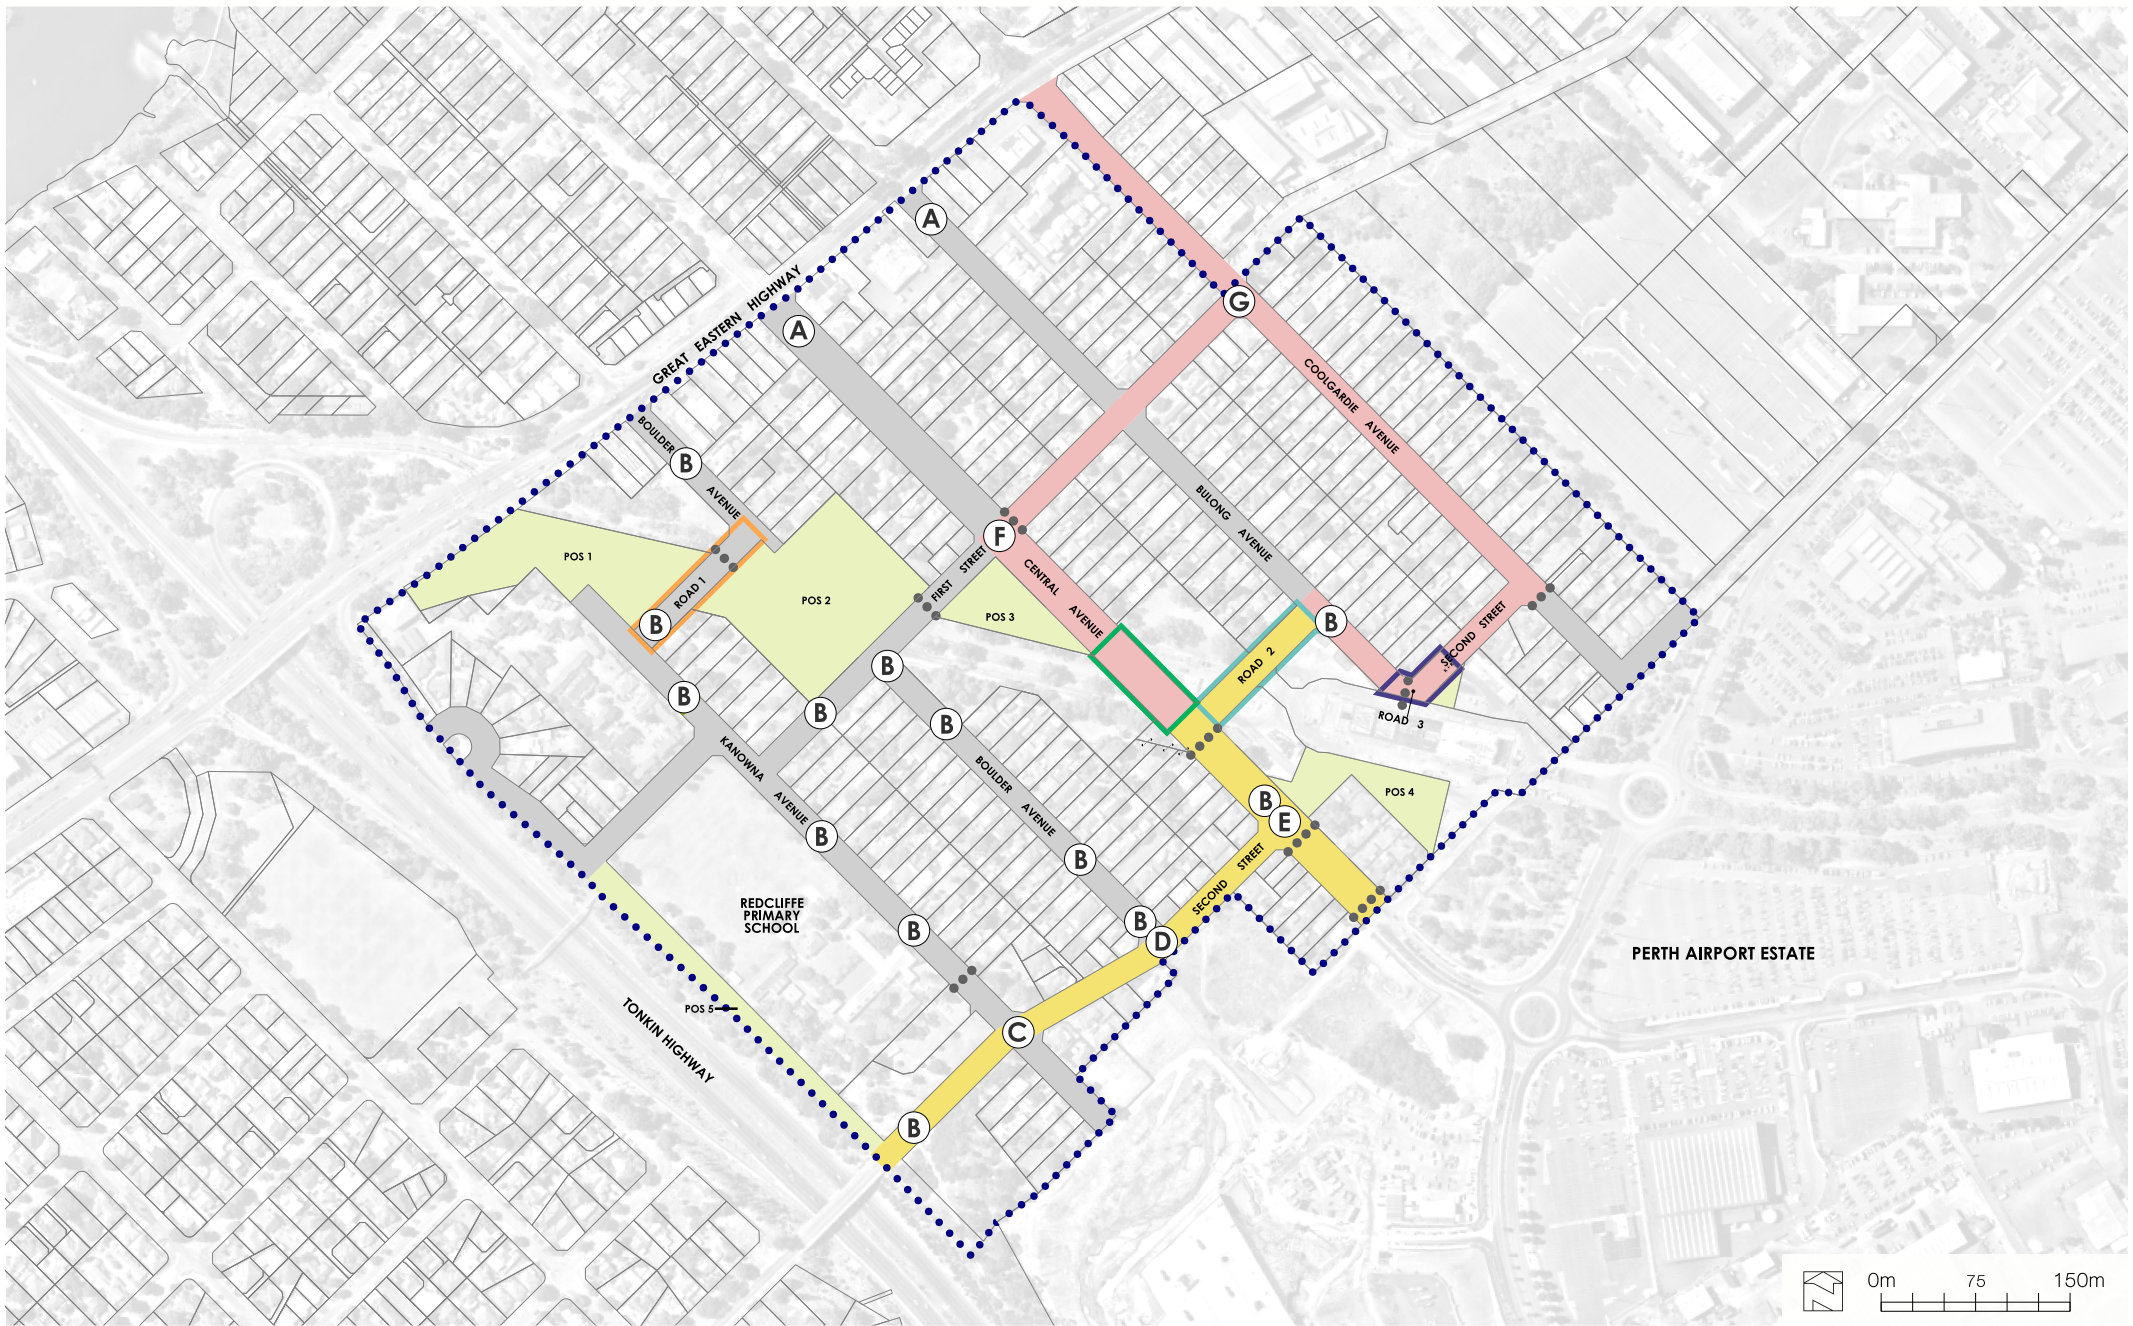 A
G
GREAT EASTERN HIGHWAY
A
COOLGARDIE AVENUE
BOULDER AVENUE
B
BULONG AVENUE
F
POS 1
FIRST STREET
CENTRAL AVENUE
ROAD 1
POS 2
POS 3
B
B
SECOND STREET
ROAD 2
B
B
B
B
ROAD 3
KANOWNA AVENUE
BOULDER AVENUE
POS 4
B
E
B
B
SECOND STREET
REDCLIFFE
PRIMARY
SCHOOL
B
B
D
PERTH AIRPORT ESTATE
POS 5
TONKIN HIGHWAY
C
B
N
0m 75 150m